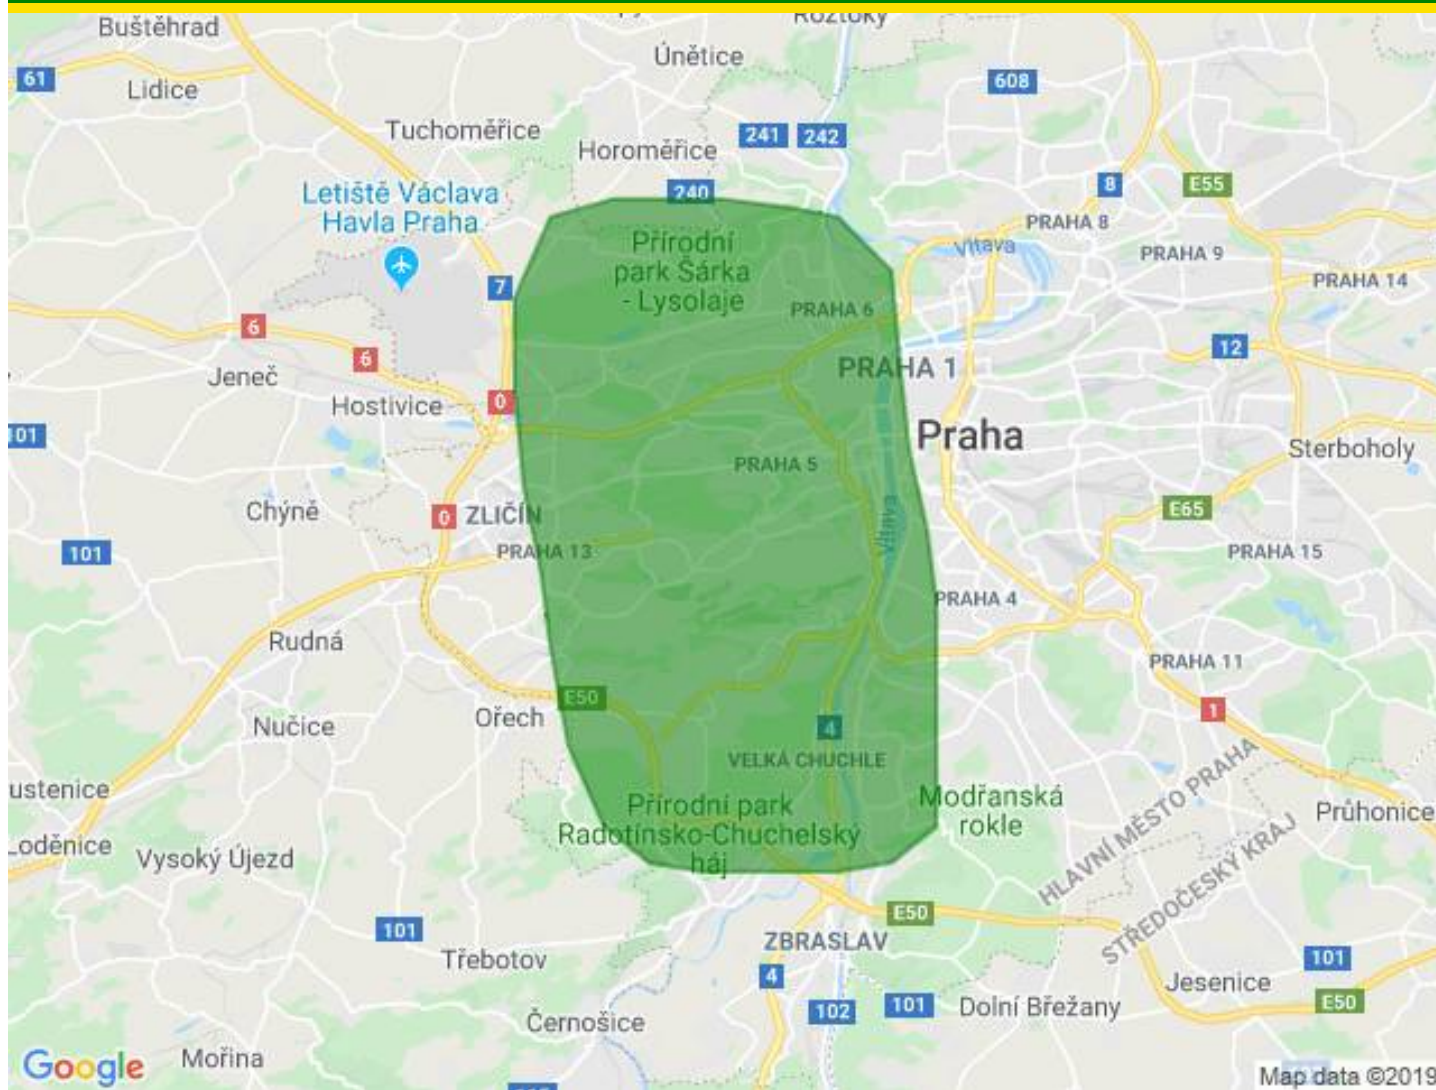 Roztoky
Buštěhrad
Únětice
61
608
Lidice
Tuchoměřice
241
242
Horoměřice
8
E55
240
Letiště Václava
Havla Praha
PRAHA 8
Přírodní
park Šárka
- Lysolaje
Vltava
PRAHA 9
7
PRAHA 14
PRAHA 6
6
12
6
PRAHA 1
Jeneč
0
Hostivice
101
Praha
Sterboholy
PRAHA 5
Chýně
0
ZLIČÍN
E65
Vltava
101
PRAHA 13
PRAHA 15
PRAHA 4
Rudná
PRAHA 11
E50
1
Ořech
Nučice
4
VELKÁ CHUCHLE
HLAVNÍ MĚSTO PRAHA
ustenice
Modřanská
rokle
Přírodní park
Radotínsko-Chuchelský
háj
Průhonice
Loděnice
Vysoký Újezd
STŘEDOČESKÝ KRAJ
E50
101
ZBRASLAV
Třebotov
101
4
Jesenice
102
101
Dolní Břežany
E50
Černošice
Mořina
Google
Map data ©2019